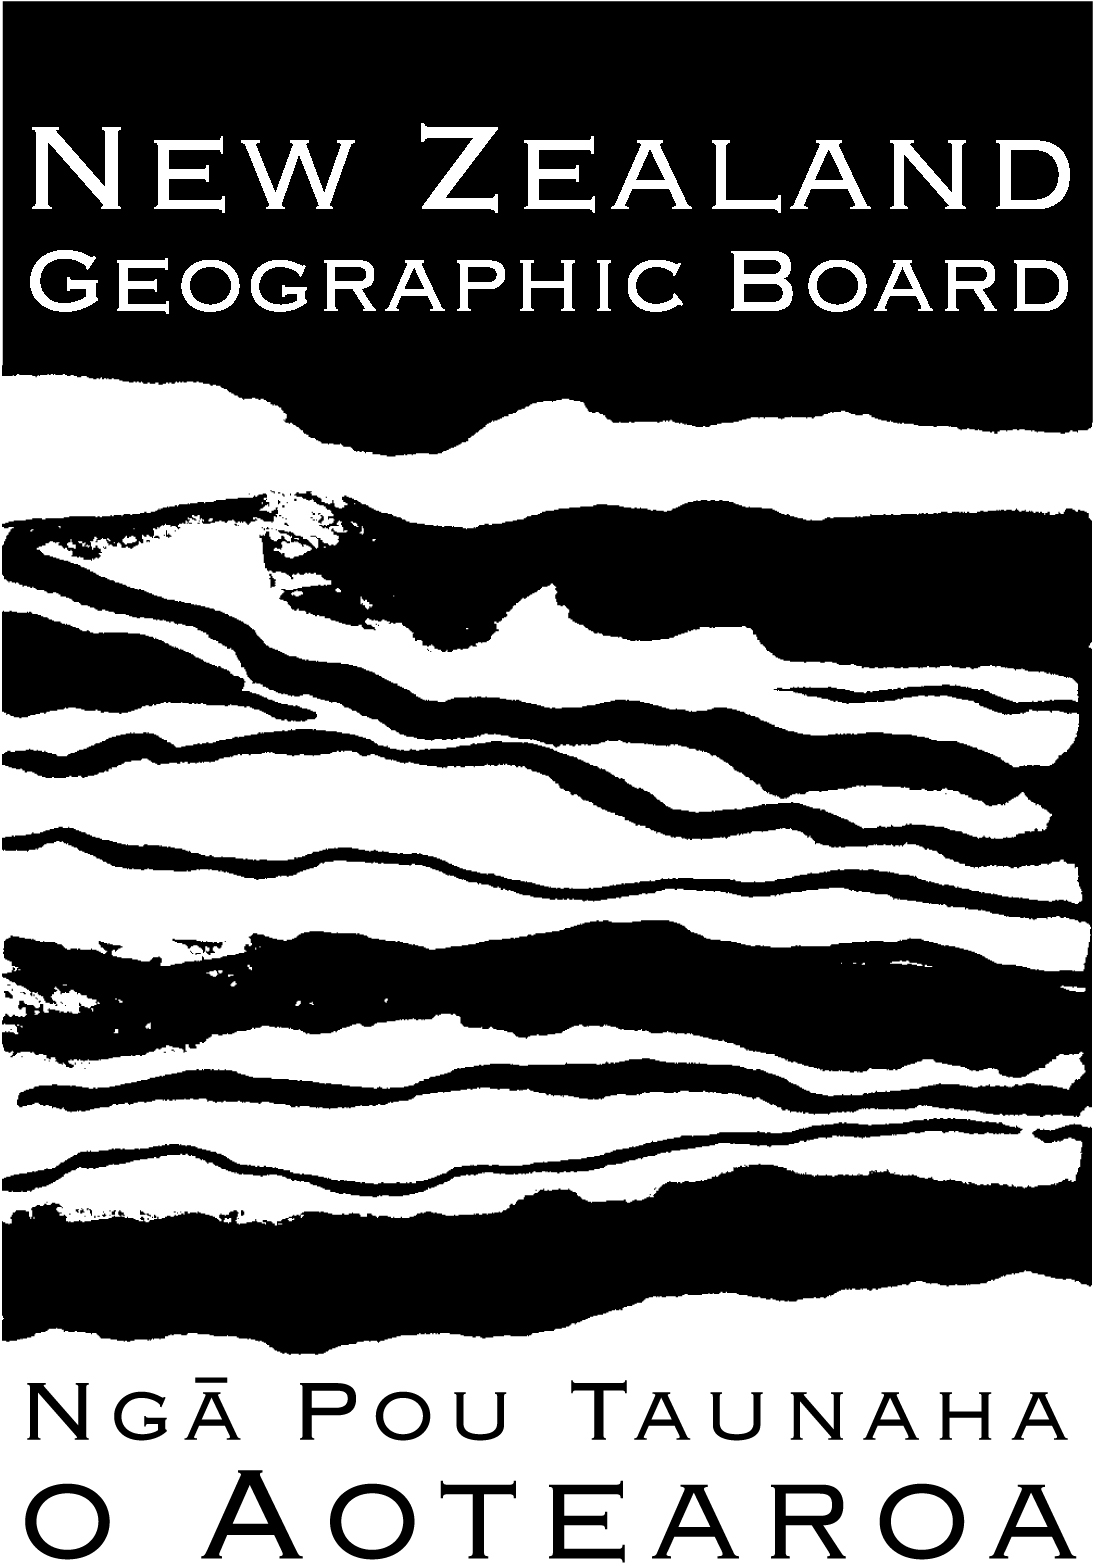 New Zealand
Geographic Board
Ngā Pou Taunaha
o Aotearoa